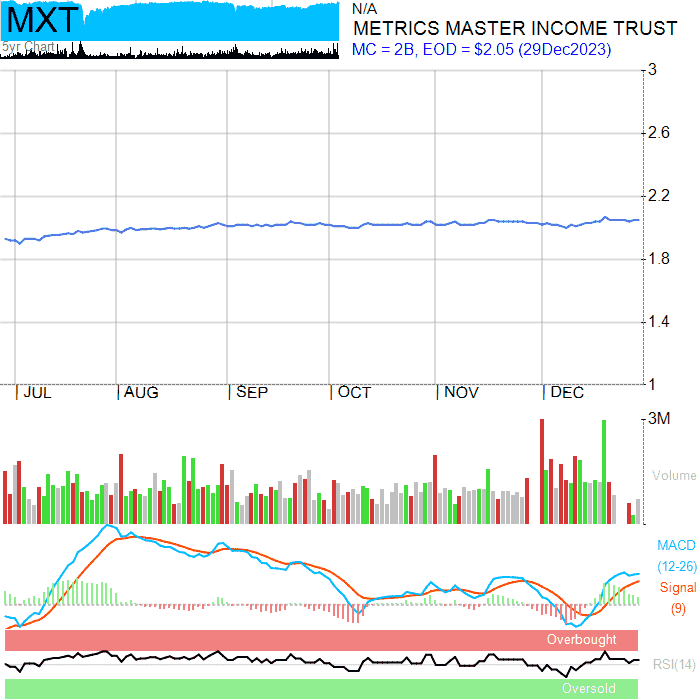 MXT
5yr Chart
N/A
METRICS MASTER INCOME TRUST
MC = 2B, EOD = $2.05 (29Dec2023)
3
2.6
2.2
1.8
1.4
1
JUL AUG SEP OCT NOV DEC
3M
Volume
MACD
(12-26)
Signal
(9)
Overbought
RSI(14)
Oversold